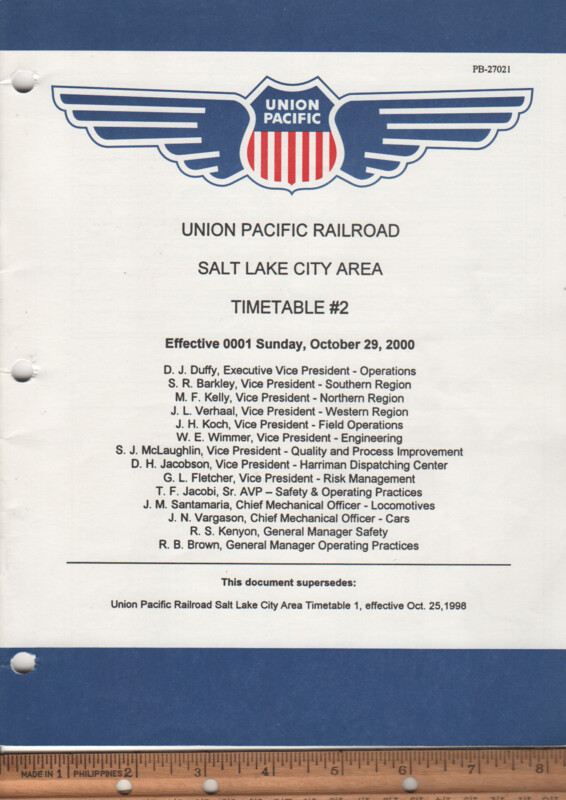 PB-27021
UNION
PACIFIC
UNION PACIFIC RAILROAD
SALT LAKE CITY AREA
TIMETABLE #2
Effective 0001 Sunday, October 29, 2000
D. J. Duffy, Executive Vice President - Operations
S. R. Barkley, Vice President - Southern Region
M. F. Kelly, Vice President - Northern Region
J. L. Verhaal, Vice President - Western Region
J. H. Koch, Vice President - Field Operations
W. E. Wimmer, Vice President - Engineering
S. J. McLaughlin, Vice President - Quality and Process Improvement
D. H. Jacobson, Vice President - Harriman Dispatching Center
G. L. Fletcher, Vice President - Risk Management
T. F. Jacobi, Sr. AVP – Safety & Operating Practices
J. M. Santamaria, Chief Mechanical Officer - Locomotives
J. N. Vargason, Chief Mechanical Officer - Cars
R. S. Kenyon, General Manager Safety
R. B. Brown, General Manager Operating Practices
This document supersedes:
Union Pacific Railroad Salt Lake City Area Timetable 1, effective Oct. 25,1998
MADE IN 1 PHILIPPINES 2 3 4 5 6 7 8